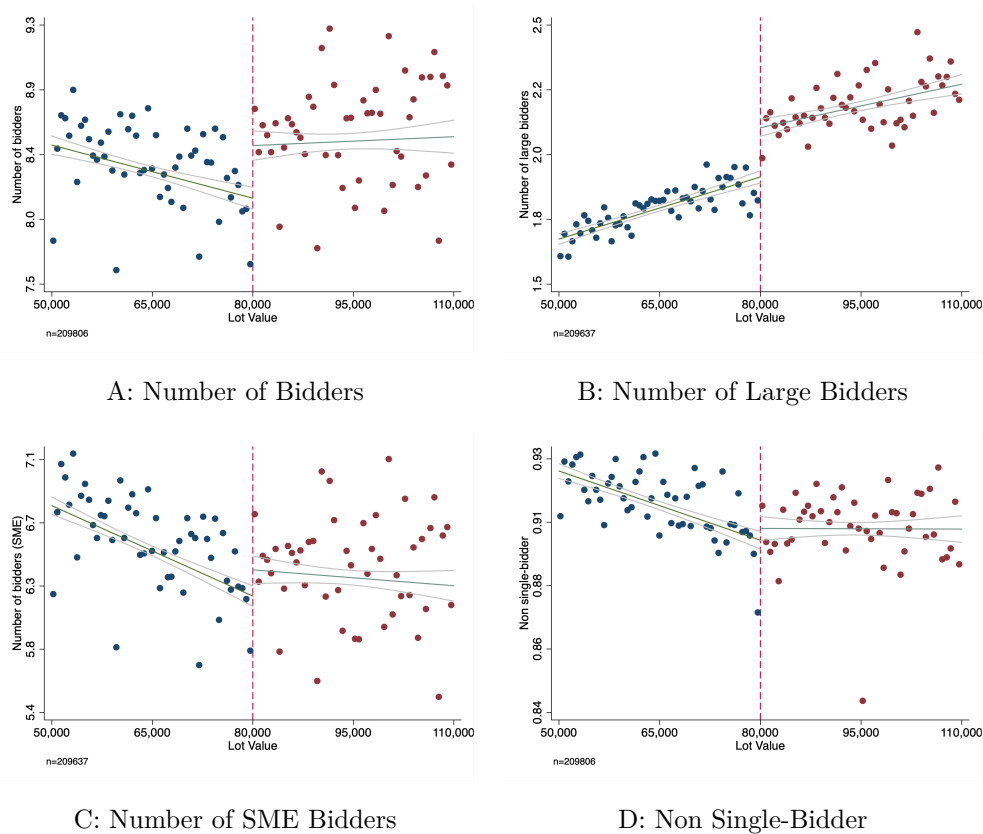 Number of bidders
9.3
8.9
8.4
8.0
7.5
50,000 65,000 80,000 95,000 110,000
Lot Value
n=209806
A: Number of Bidders
Number of large bidders
2.5
2.2
2.0
1.8
1.5
50,000 65,000 80,000 95,000 110,000
Lot Value
n=209637
B: Number of Large Bidders
Number of bidders (SME)
7.1
6.7
6.3
5.8
5.4
50,000 65,000 80,000 95,000 110,000
Lot Value
n=209637
C: Number of SME Bidders
Non single-bidder
0.93
0.91
0.88
0.86
0.84
50,000 65,000 80,000 95,000 110,000
Lot Value
n=209806
D: Non Single-Bidder